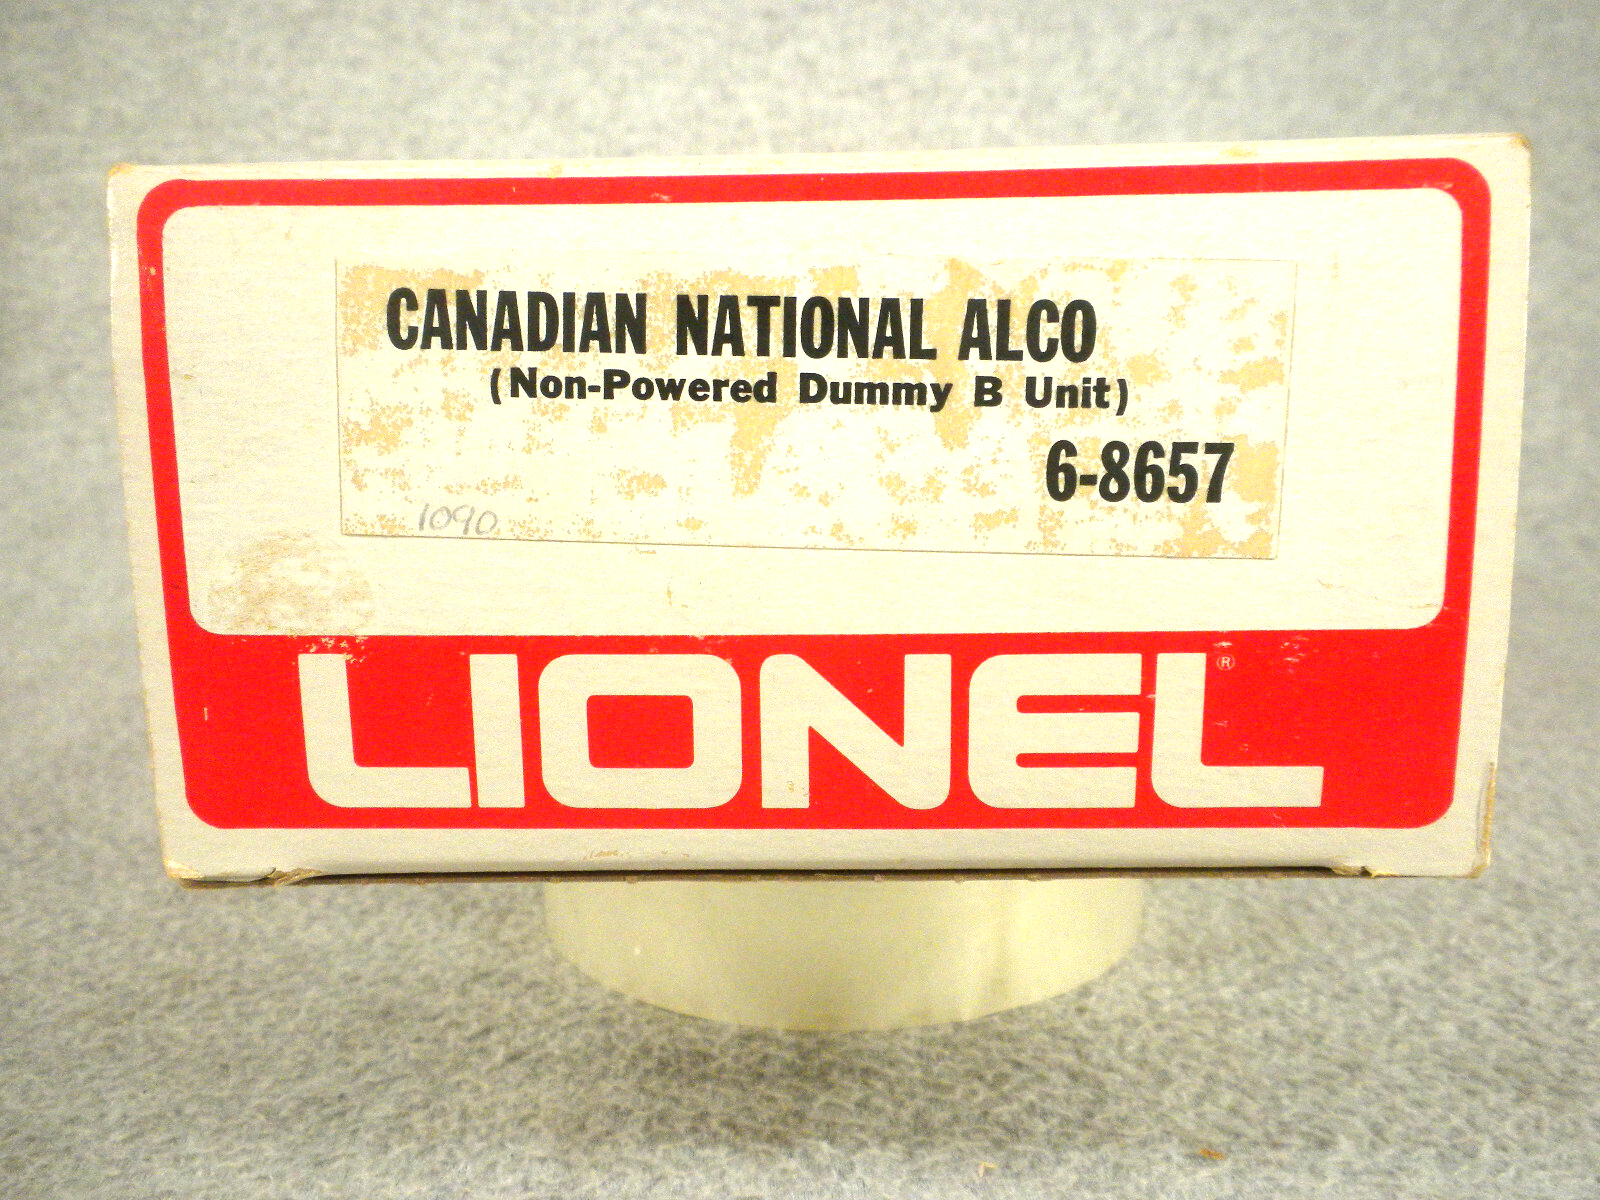 CANADIAN NATIONAL ALCO
(Non-Powered Dummy B Unit)
6-8657
1090
LIONEL®